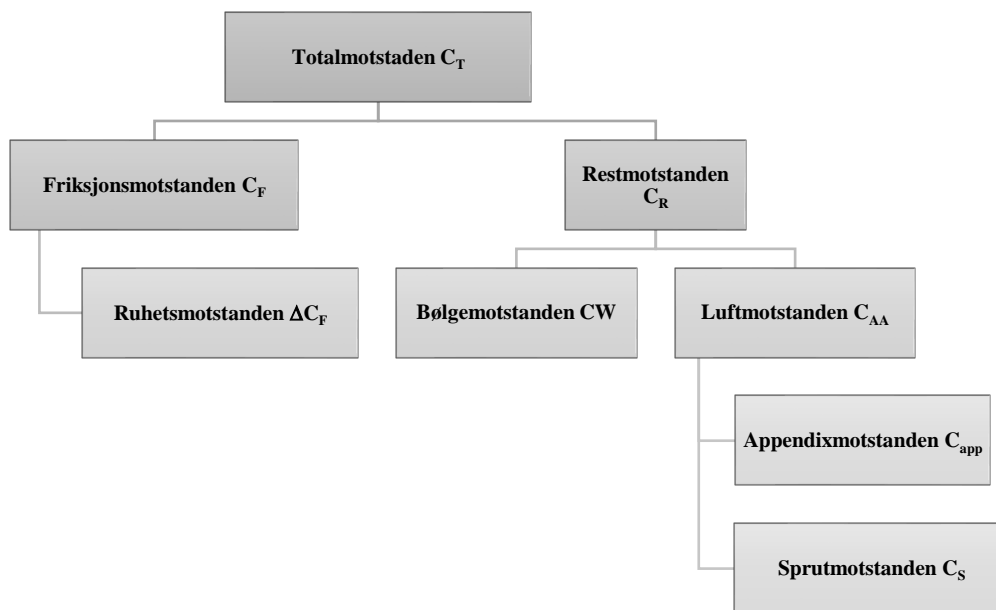 Totalmotstaden C_T
Friksjonsmotstanden C_F
Restmotstanden
C_R
Ruhetsmotstanden ΔC_F
Bølgemotstanden CW
Luftmotstanden C_AA
Appendixmotstanden C_app
Sprutmotstanden C_S